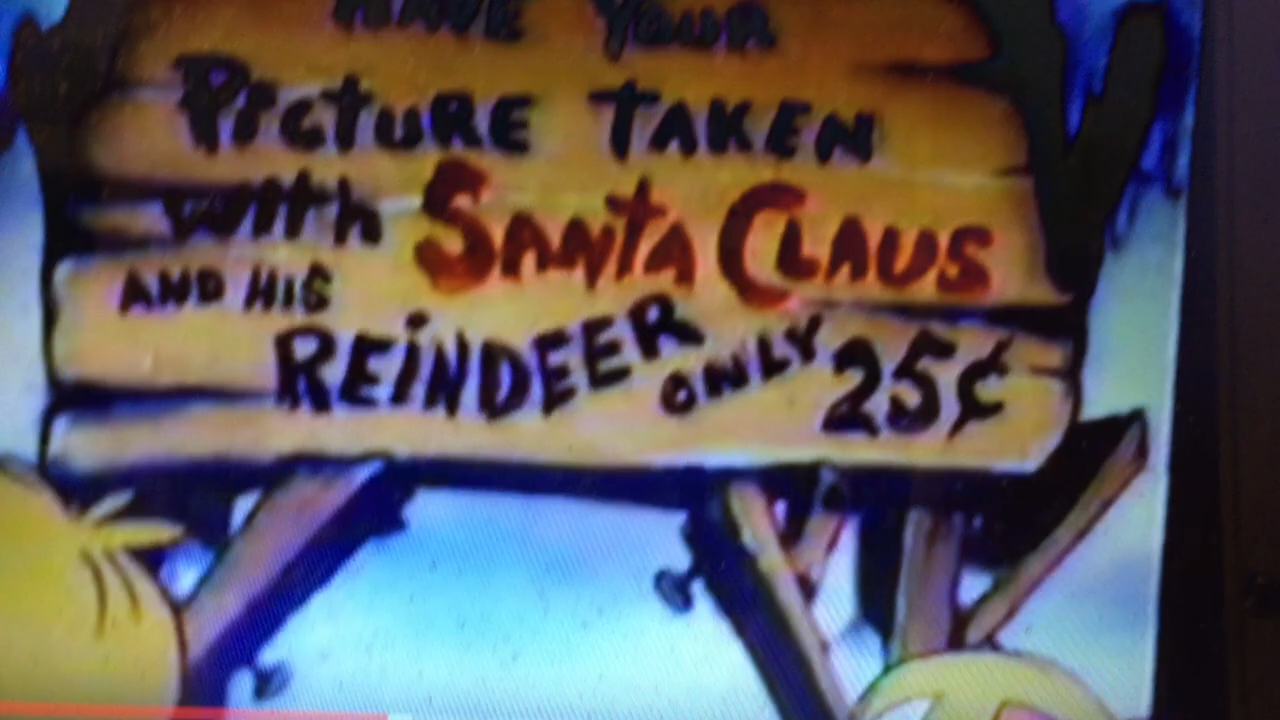 HAVE YOUR
PICTURE TAKEN
with SANTA CLAUS
AND HIS
REINDEER ONLY 25¢